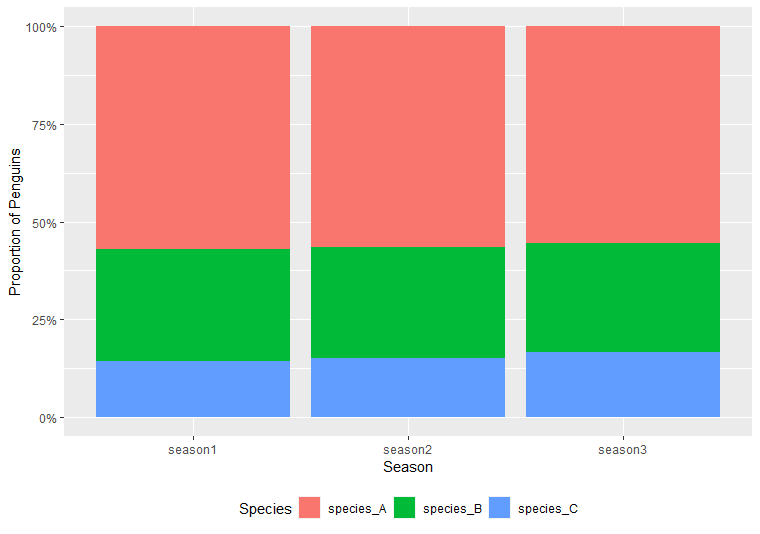 100%
75%
50%
25%
0%
Proportion of Penguins
season1 season2 season3
Season
Species species_A species_B species_C